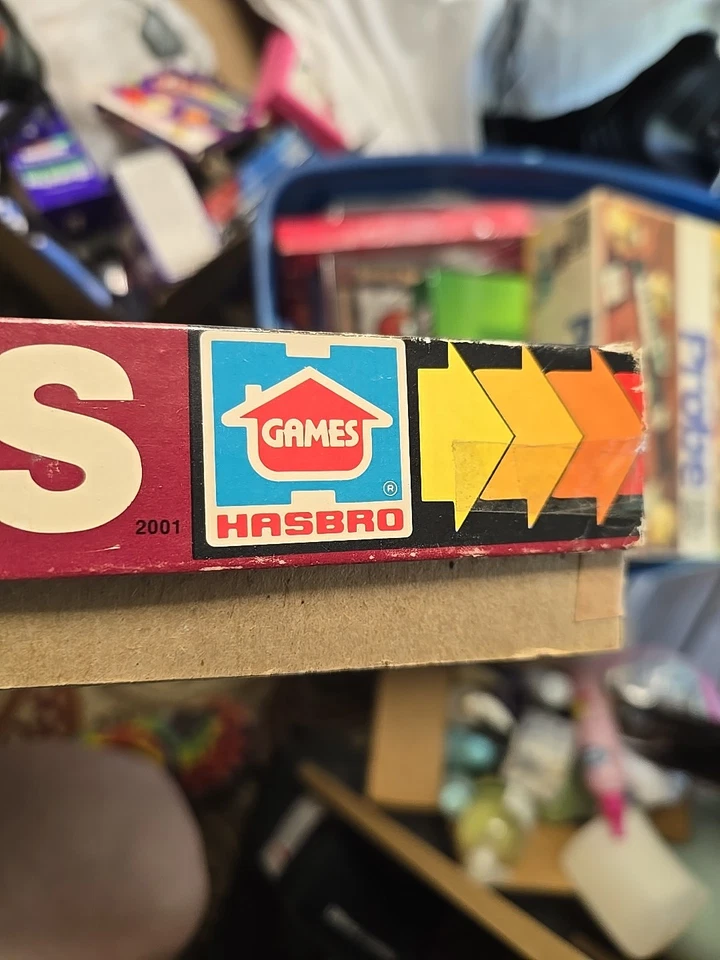 S
2001
GAMES
®
HASBRO
Probe